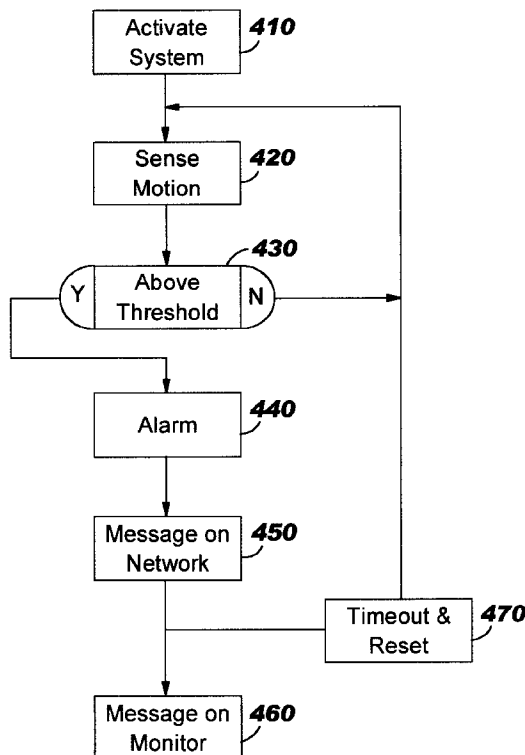 Activate
System
410
Sense
Motion
420
430
Y
Above
Threshold
N
Alarm
440
Message on
Network
450
Timeout &
Reset
470
Message on
Monitor
460